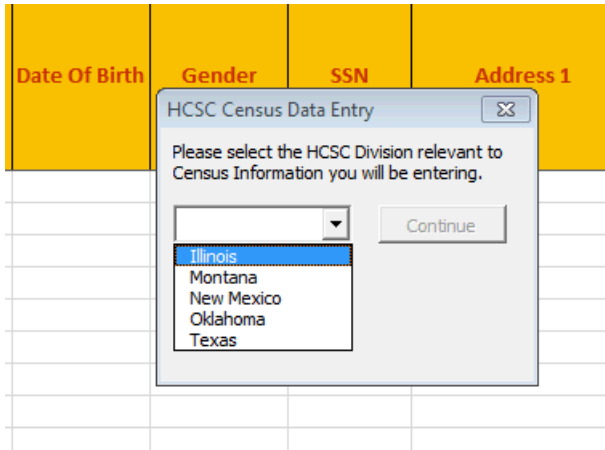 Date Of Birth Gender SSN Address 1
HCSC Census Data Entry
Please select the HCSC Division relevant to
Census Information you will be entering.
Continue
Illinois
Montana
New Mexico
Oklahoma
Texas